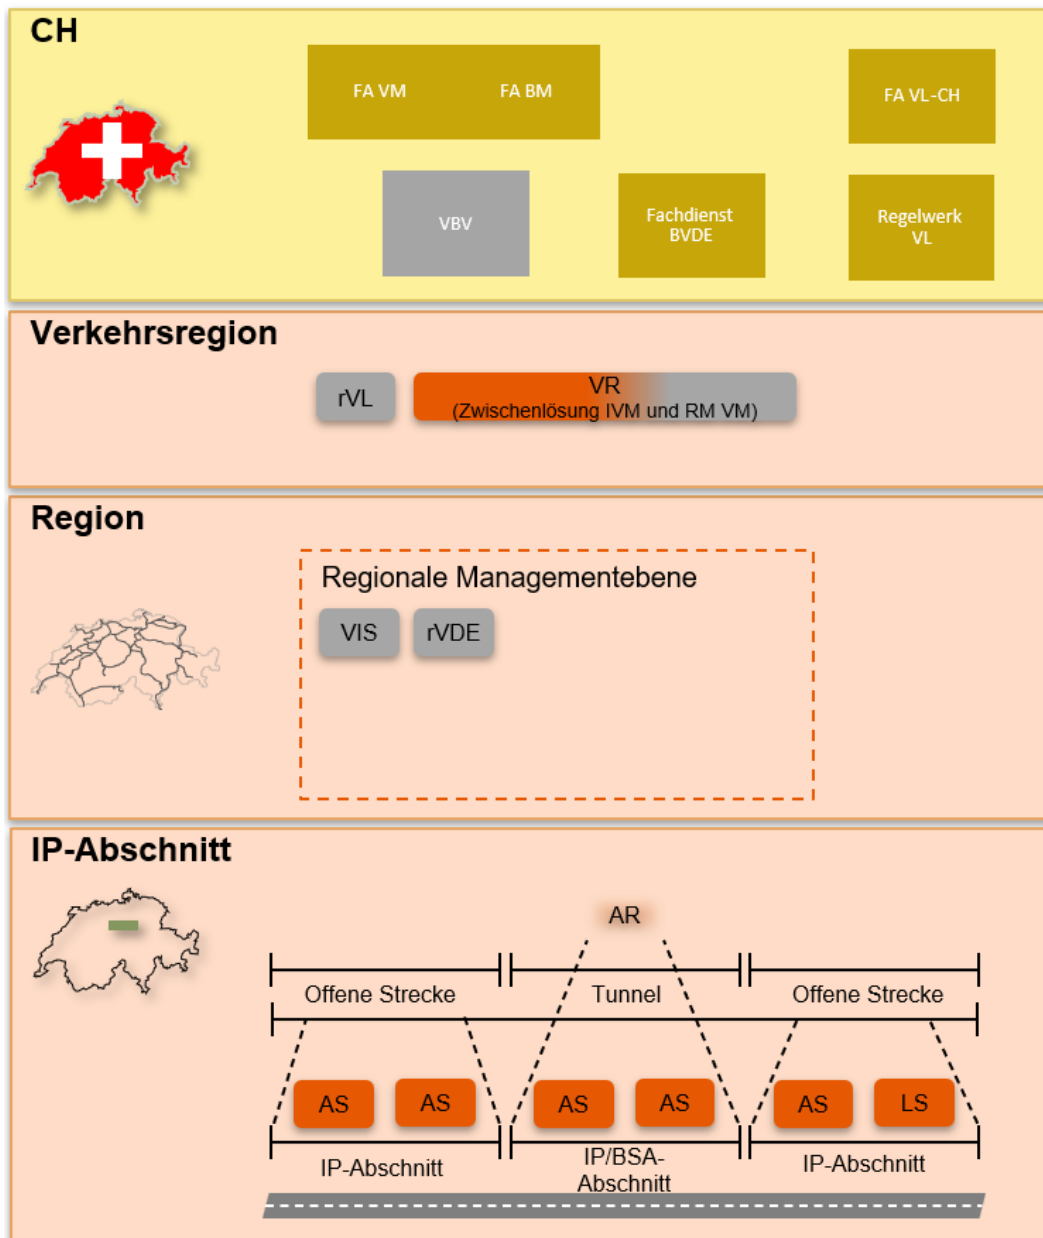 CH
FA VM FA BM
FA VL-CH
VBV
Fachdienst
BVDE
Regelwerk
VL
Verkehrsregion
rVL
VR
(Zwischenlösung IVM und RM VM)
Region
Regionale Managementebene
VIS rVDE
IP-Abschnitt
AR
Offene Strecke Tunnel Offene Strecke
AS AS AS AS AS LS
IP-Abschnitt
IP/BSA-
Abschnitt
IP-Abschnitt